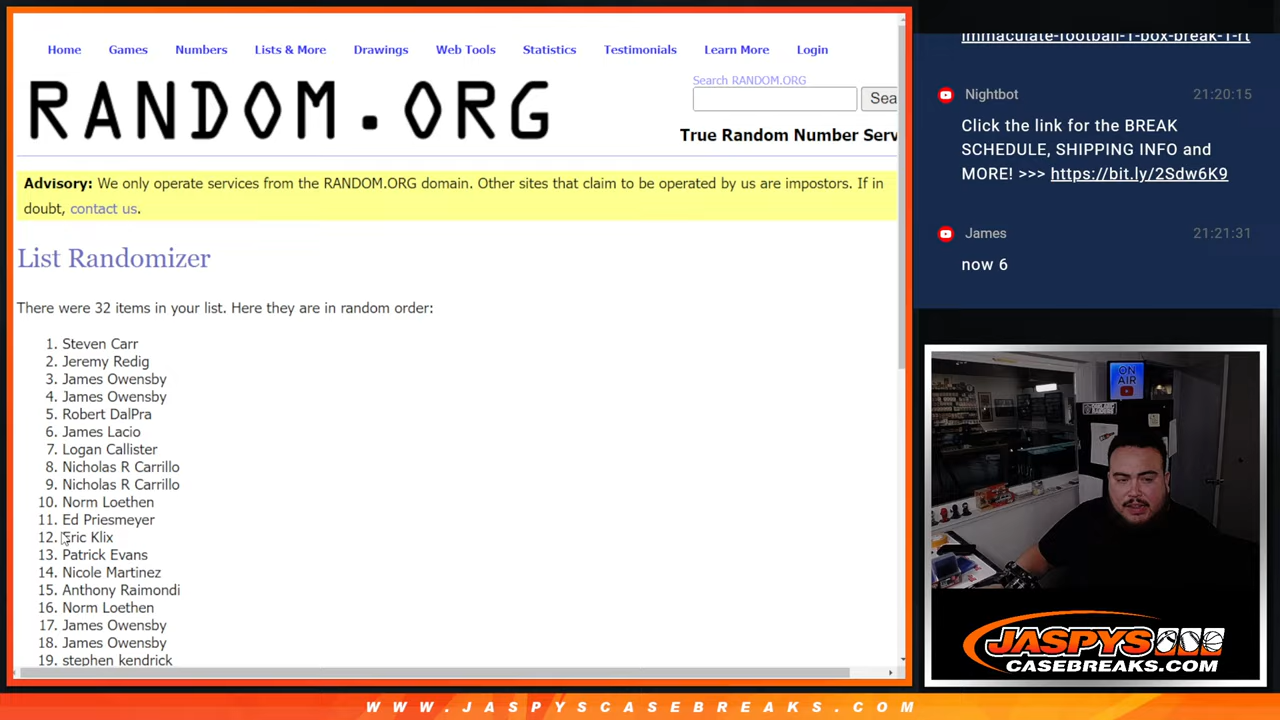 Home Games Numbers Lists & More Drawings Web Tools Statistics Testimonials Learn More Login
RANDOM.ORG
Search RANDOM.ORG
Sea
True Random Number Serv
Advisory: We only operate services from the RANDOM.ORG domain. Other sites that claim to be operated by us are impostors. If in
doubt, contact us.
List Randomizer
There were 32 items in your list. Here they are in random order:
1. Steven Carr
2. Jeremy Redig
3. James Owensby
4. James Owensby
5. Robert DalPra
6. James Lacio
7. Logan Callister
8. Nicholas R Carrillo
9. Nicholas R Carrillo
10. Norm Loethen
11. Ed Priesmeyer
12. Eric Klix
13. Patrick Evans
14. Nicole Martinez
15. Anthony Raimondi
16. Norm Loethen
17. James Owensby
18. James Owensby
19. stephen kendrick
immaculate-football-1-box-break-1-rt
Nightbot 21:20:15
Click the link for the BREAK
SCHEDULE, SHIPPING INFO and
MORE! >>> https://bit.ly/2Sdw6K9
James 21:21:31
now 6
ON
AIR
JASPYS
CASEBREAKS.COM
WWW.JASPYSCASEBREAKS.COM